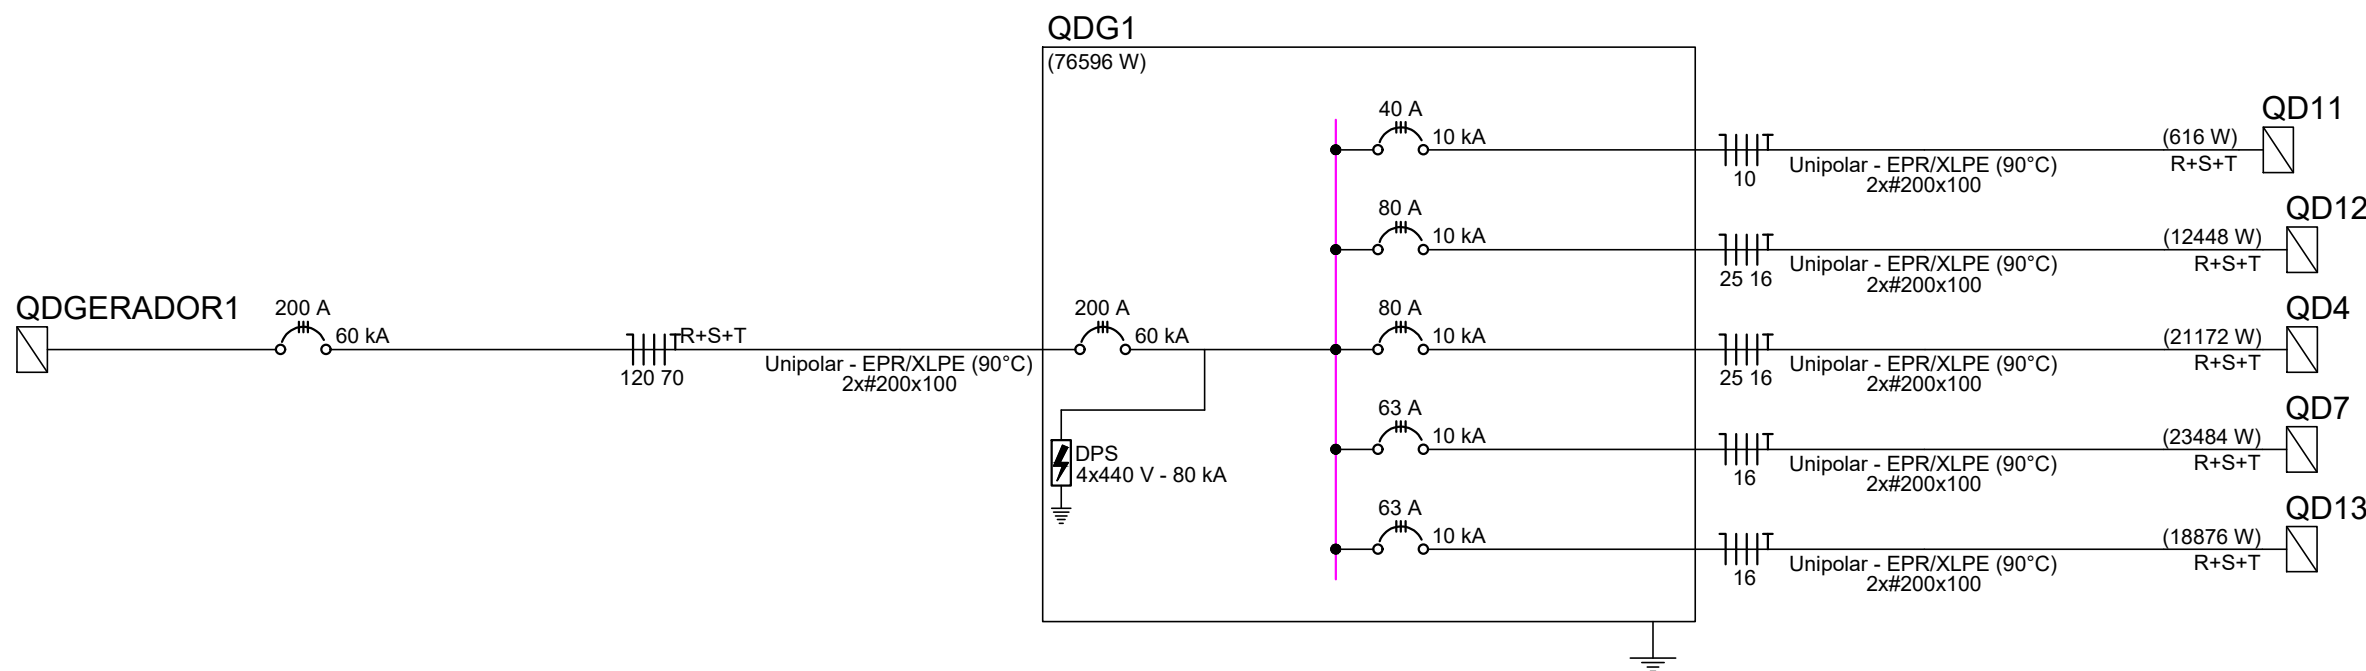 QDG1
(76596 W)
QDGERADOR1
200 A
60 kA
R+S+T
120 70
Unipolar - EPR/XLPE (90°C)
2x#200x100
200 A
60 kA
DPS
4x440 V - 80 kA
40 A
10 kA
10
Unipolar - EPR/XLPE (90°C)
2x#200x100
(616 W)
R+S+T
QD11
80 A
10 kA
25 16
Unipolar - EPR/XLPE (90°C)
2x#200x100
(12448 W)
R+S+T
QD12
80 A
10 kA
25 16
Unipolar - EPR/XLPE (90°C)
2x#200x100
(21172 W)
R+S+T
QD4
63 A
10 kA
16
Unipolar - EPR/XLPE (90°C)
2x#200x100
(23484 W)
R+S+T
QD7
63 A
10 kA
16
Unipolar - EPR/XLPE (90°C)
2x#200x100
(18876 W)
R+S+T
QD13